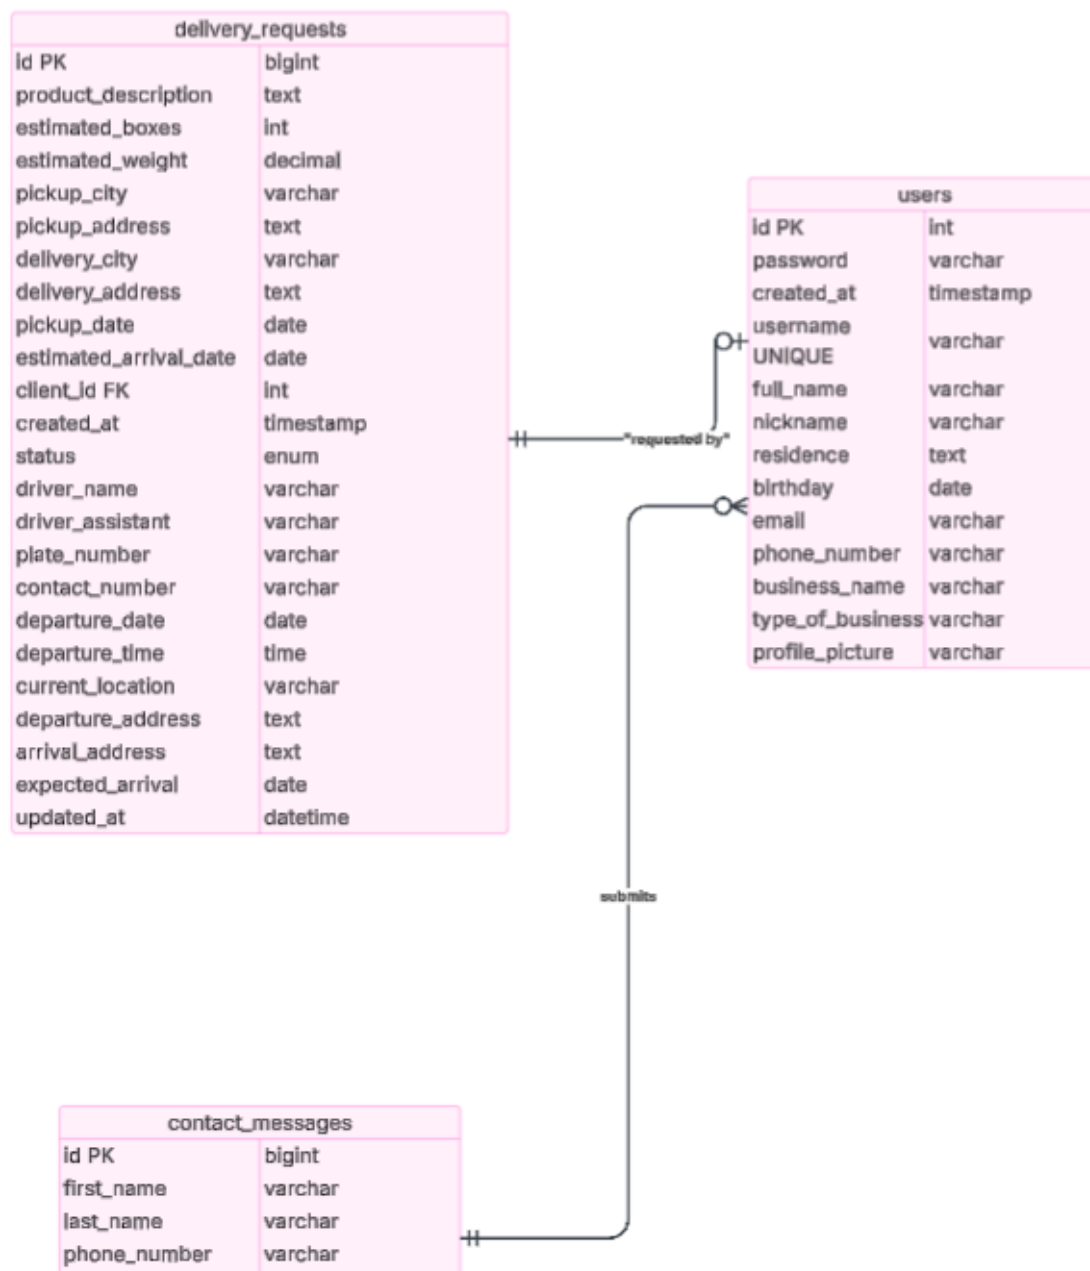 delivery_requests
id PK bigint
product_description text
estimated_boxes int
estimated_weight decimal
pickup_city varchar
pickup_address text
delivery_city varchar
delivery_address text
pickup_date date
estimated_arrival_date date
client_id FK int
created_at timestamp
status enum
driver_name varchar
driver_assistant varchar
plate_number varchar
contact_number varchar
departure_date date
departure_time time
current_location varchar
departure_address text
arrival_address text
expected_arrival date
updated_at datetime
"requested by"
users
id PK int
password varchar
created_at timestamp
username
UNIQUE varchar
full_name varchar
nickname varchar
residence text
birthday date
email varchar
phone_number varchar
business_name varchar
type_of_business varchar
profile_picture varchar
submits
contact_messages
id PK bigint
first_name varchar
last_name varchar
phone_number varchar